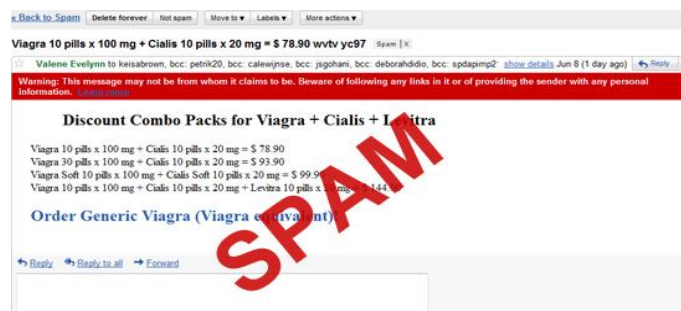 « Back to Spam Delete forever Not spam Move to ▼ Labels ▼ More actions ▼
Viagra 10 pills x 100 mg + Cialis 10 pills x 20 mg = $ 78.90 wvtv yc97 Spam | X
Valene Evelynn to keisabrown, bcc: petrik20, bcc: calewijnse, bcc: jsgohani, bcc: deborahdidio, bcc: spdapimp2 show details Jun 8 (1 day ago) Reply
Warning: This message may not be from whom it claims to be. Beware of following any links in it or of providing the sender with any personal
information. Learn more
Discount Combo Packs for Viagra + Cialis + Levitra
Viagra 10 pills x 100 mg + Cialis 10 pills x 20 mg = $ 78.90
Viagra 30 pills x 100 mg + Cialis 10 pills x 20 mg = $ 93.90
Viagra Soft 10 pills x 100 mg + Cialis Soft 10 pills x 20 mg = $ 99.9
Viagra 10 pills x 100 mg + Cialis 10 pills x 20 mg + Levitra 10 pills x mg = $ 144.
Order Generic Viagra (Viagra equivalent)!
SPAM
Reply Reply to all Forward